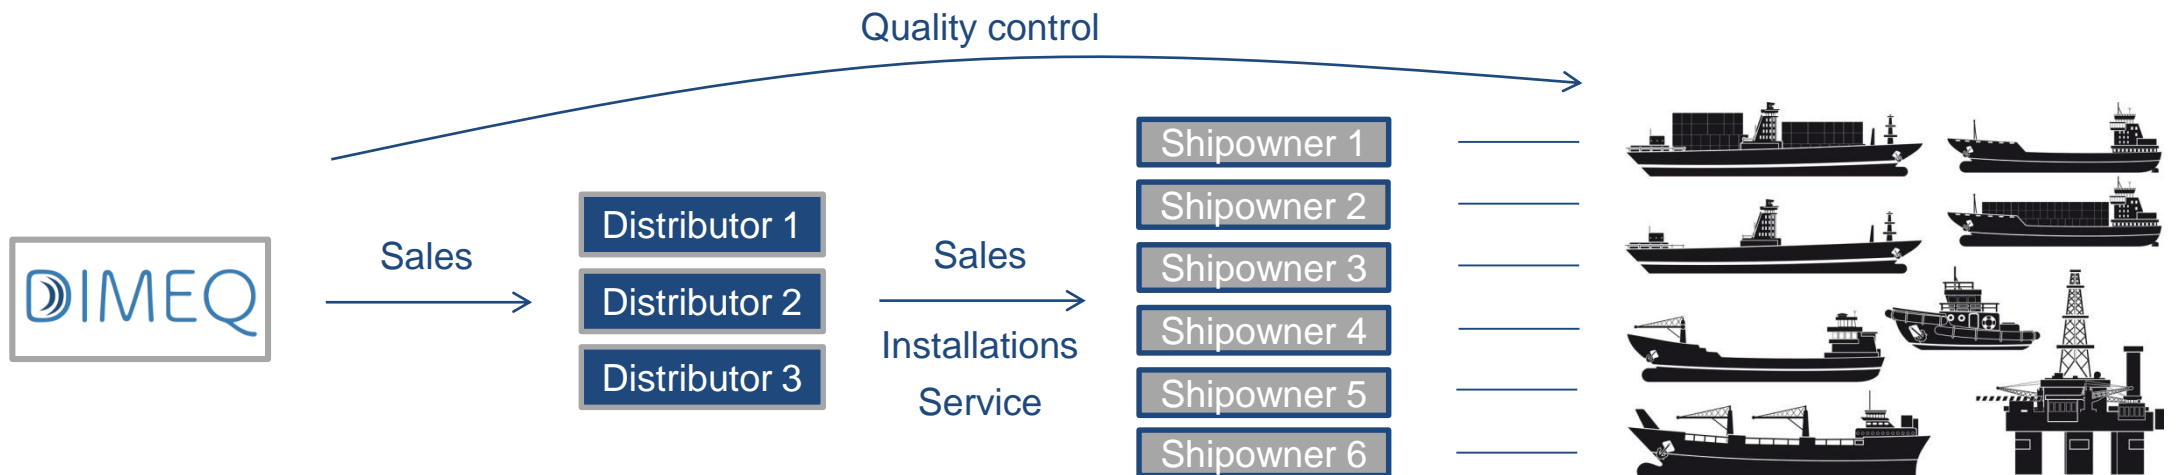 Quality control
DIMEQ
Sales
Distributor 1
Distributor 2
Distributor 3
Sales
Installations
Service
Shipowner 1
Shipowner 2
Shipowner 3
Shipowner 4
Shipowner 5
Shipowner 6